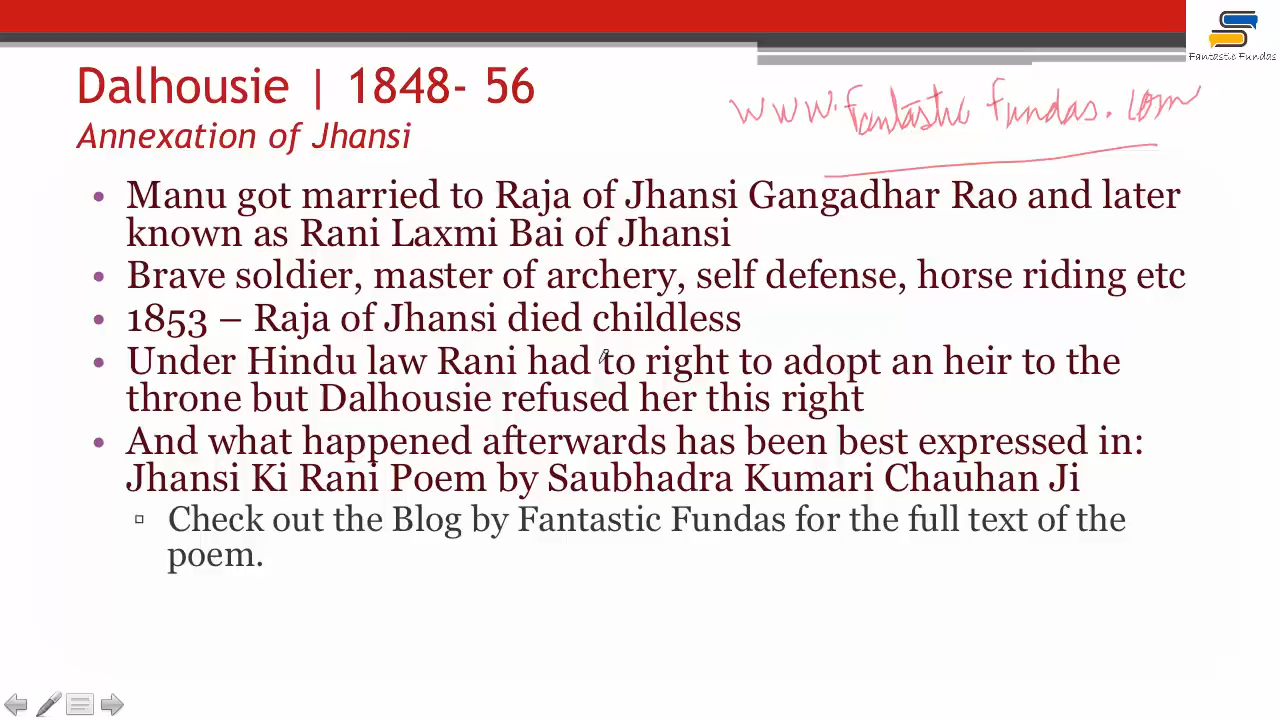 Fantastic Fundas
Dalhousie | 1848- 56
www.fantastic fundas.com
Annexation of Jhansi
• Manu got married to Raja of Jhansi Gangadhar Rao and later
known as Rani Laxmi Bai of Jhansi
• Brave soldier, master of archery, self defense, horse riding etc
• 1853 – Raja of Jhansi died childless
• Under Hindu law Rani had to right to adopt an heir to the
throne but Dalhousie refused her this right
• And what happened afterwards has been best expressed in:
Jhansi Ki Rani Poem by Saubhadra Kumari Chauhan Ji
▫ Check out the Blog by Fantastic Fundas for the full text of the
poem.